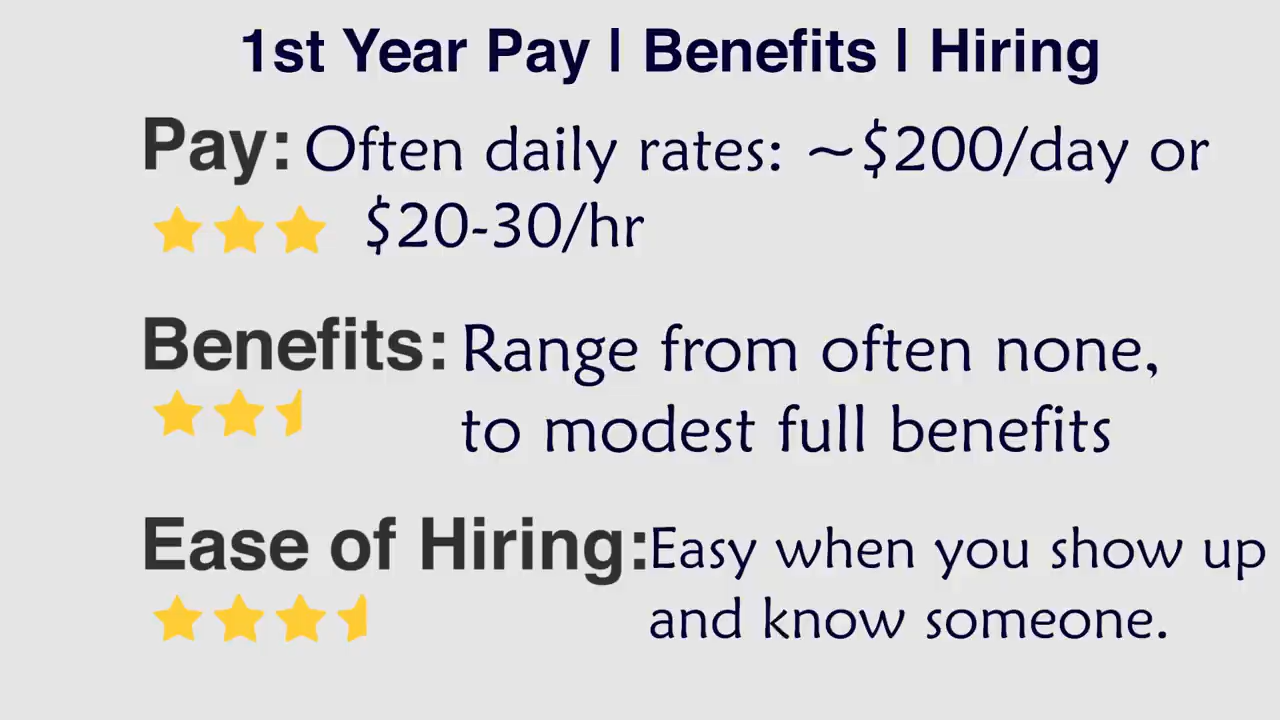 1st Year Pay | Benefits | Hiring
Pay: Often daily rates: ~$200/day or
$20-30/hr
Benefits: Range from often none,
to modest full benefits
Ease of Hiring: Easy when you show up
and know someone.